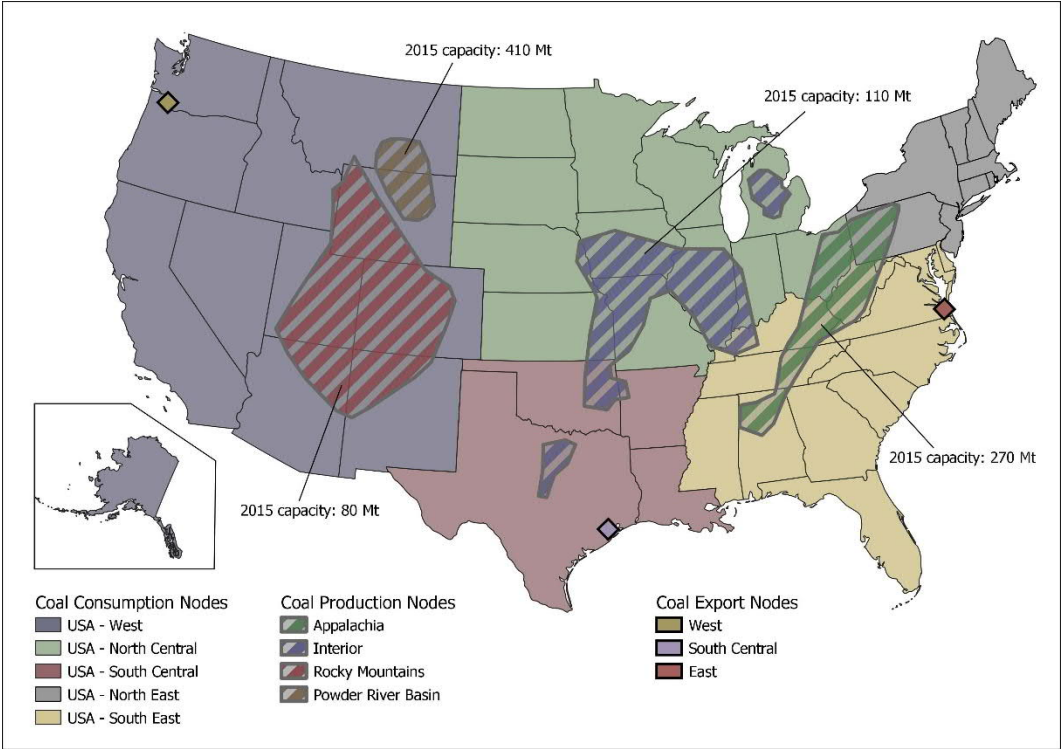 2015 capacity: 410 Mt
2015 capacity: 110 Mt
2015 capacity: 270 Mt
2015 capacity: 80 Mt
Coal Consumption Nodes
USA - West
USA - North Central
USA - South Central
USA - North East
USA - South East
Coal Production Nodes
Appalachia
Interior
Rocky Mountains
Powder River Basin
Coal Export Nodes
West
South Central
East